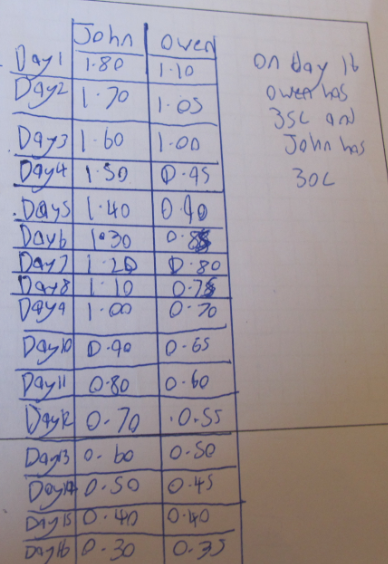 John Owen
Day1 1.80 1.10
Day2 1.70 1.05
Day3 1.60 1.00
Day4 1.50 0.95
Day5 1.40 0.90
Day6 1.30 0.85
Day7 1.20 0.80
Day8 1.10 0.75
Day9 1.00 0.70
Day10 0.90 0.65
Day11 0.80 0.60
Day12 0.70 0.55
Day13 0.60 0.50
Day14 0.50 0.45
Day15 0.40 0.40
Day16 0.30 0.35
On Day 16
Owen has
35c and
John has
30c